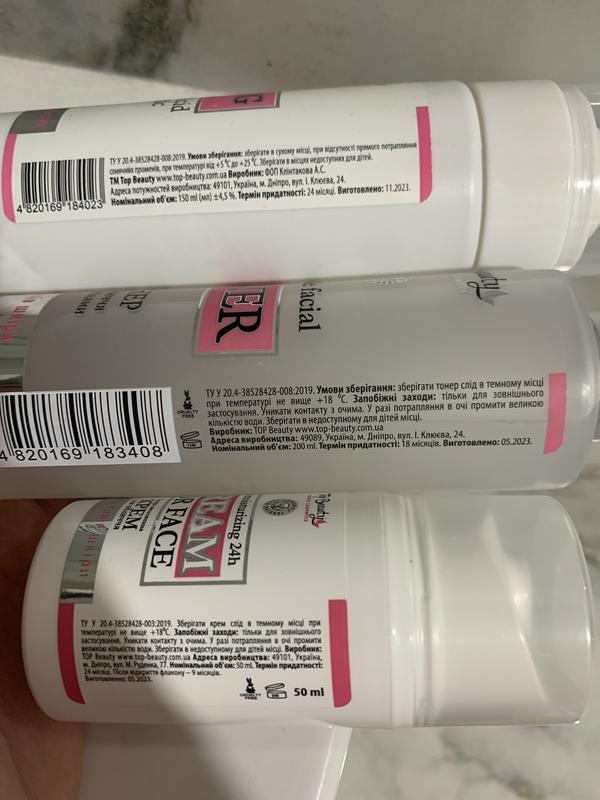 G
ТУ У 20.4-38528428-008:2019. Умови зберігання: зберігати в сухому місці, при відсутності прямого потрапляння
сонячних променів, при температурі від +5 °C до +25 °C. Зберігати в місцях недоступних для дітей.
ТМ Top Beauty www-top-beauty.com.ua Виробник: ФОП Клінтакова А.С.
Адреса потужностей виробництва: 49101, Україна, м. Дніпро, вул. І. Клюєва, 24.
Номінальний об'єм: 150 ml (мл) ±4,5 %. Термін придатності: 24 місяці. Виготовлено: 11.2023.
4 820169 184023
facial
ТУ У 20.4-38528428-008:2019. Умови зберігання: зберігати тонер слід в темному місці
при температурі не вище +18 °C. Запобіжні заходи: тільки для зовнішнього
застосування. Уникати контакту з очима. У разі потрапляння в очі промити великою
кількістю води. Зберігати в недоступному для дітей місці.
Виробник: TOP Beauty www-top-beauty.com.ua
Адреса виробництва: 49089, Україна, м. Дніпро, вул. І. Клюєва, 24.
Номінальний об'єм: 200 ml. Термін придатності: 18 місяців. Виготовлено: 05.2023.
CRUELTY
FREE
12M
4 820169 183408
moisturizing 24h
FACE
КРЕМ
Beauty
ТУ У 20.4-38528428-003:2019. Зберігати крем слід в темному місці при
температурі не вище +18°C. Запобіжні заходи: тільки для зовнішнього
застосування. Уникати контакту з очима. У разі потрапляння в очі промити
великою кількістю води. Зберігати в недоступному для дітей місці. Виробник:
TOP Beauty www.top-beauty.com.ua Адреса виробництва: 49101, Україна,
м. Дніпро, вул. М. Руденка, 77. Номінальний об'єм: 50 ml. Термін придатності:
24 місяці. Після відкриття флакону – 9 місяців.
Виготовлено: 05.2023.
CRUELTY
FREE
9M
50 ml